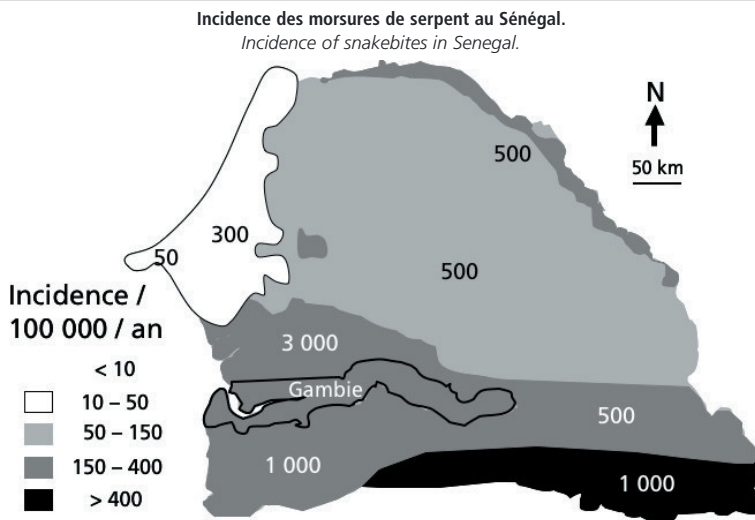 Incidence des morsures de serpent au Sénégal.
Incidence of snakebites in Senegal.
N
50 km
500
300
50
500
Incidence /
100 000 / an
< 10
10 – 50
50 – 150
150 – 400
> 400
3 000
Gambie
500
1 000
1 000